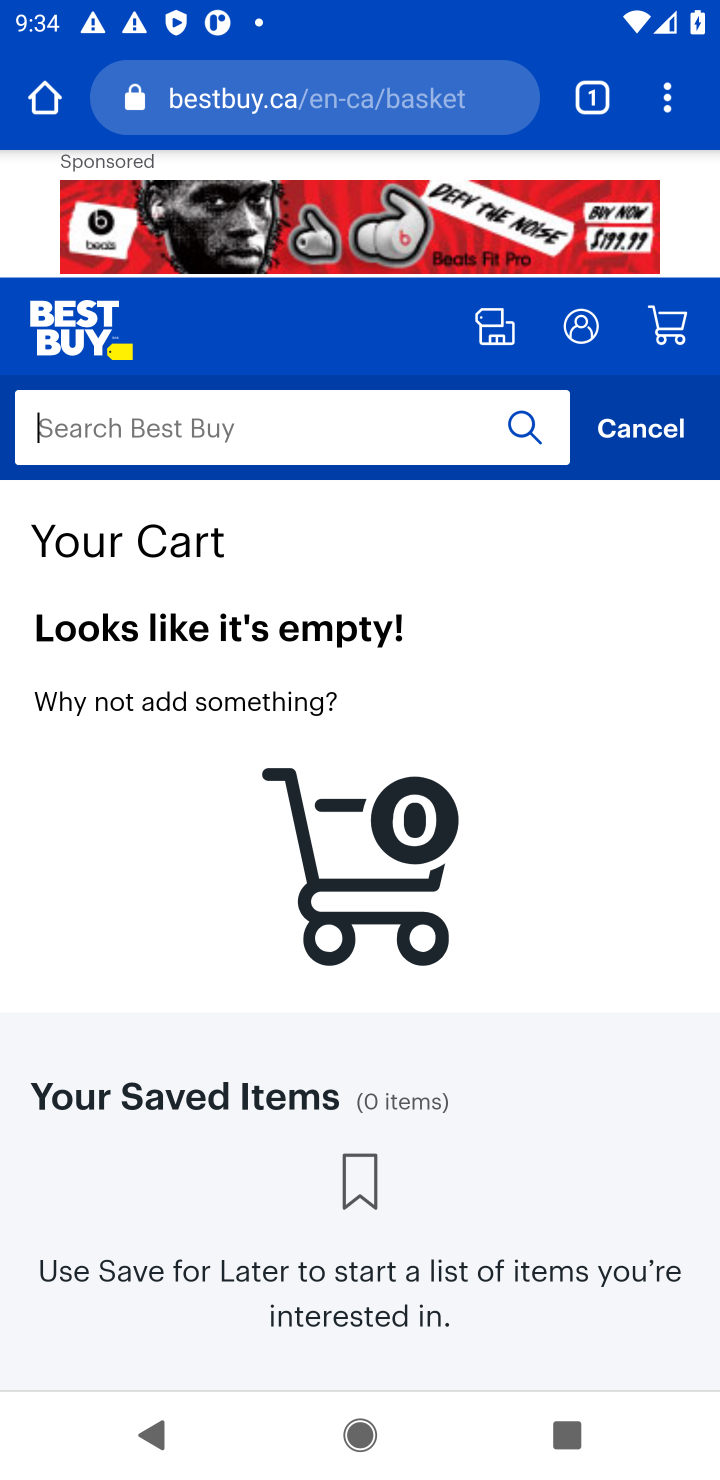 9:34
bestbuy.ca/en-ca/basket
1
Sponsored
beats
DEFY THE NOISE
Beats Fit Pro
BUY NOW
$199.99
BEST
BUY
Search Best Buy
Cancel
Your Cart
Looks like it's empty!
Why not add something?
0
Your Saved Items (0 items)
Use Save for Later to start a list of items you’re
interested in.